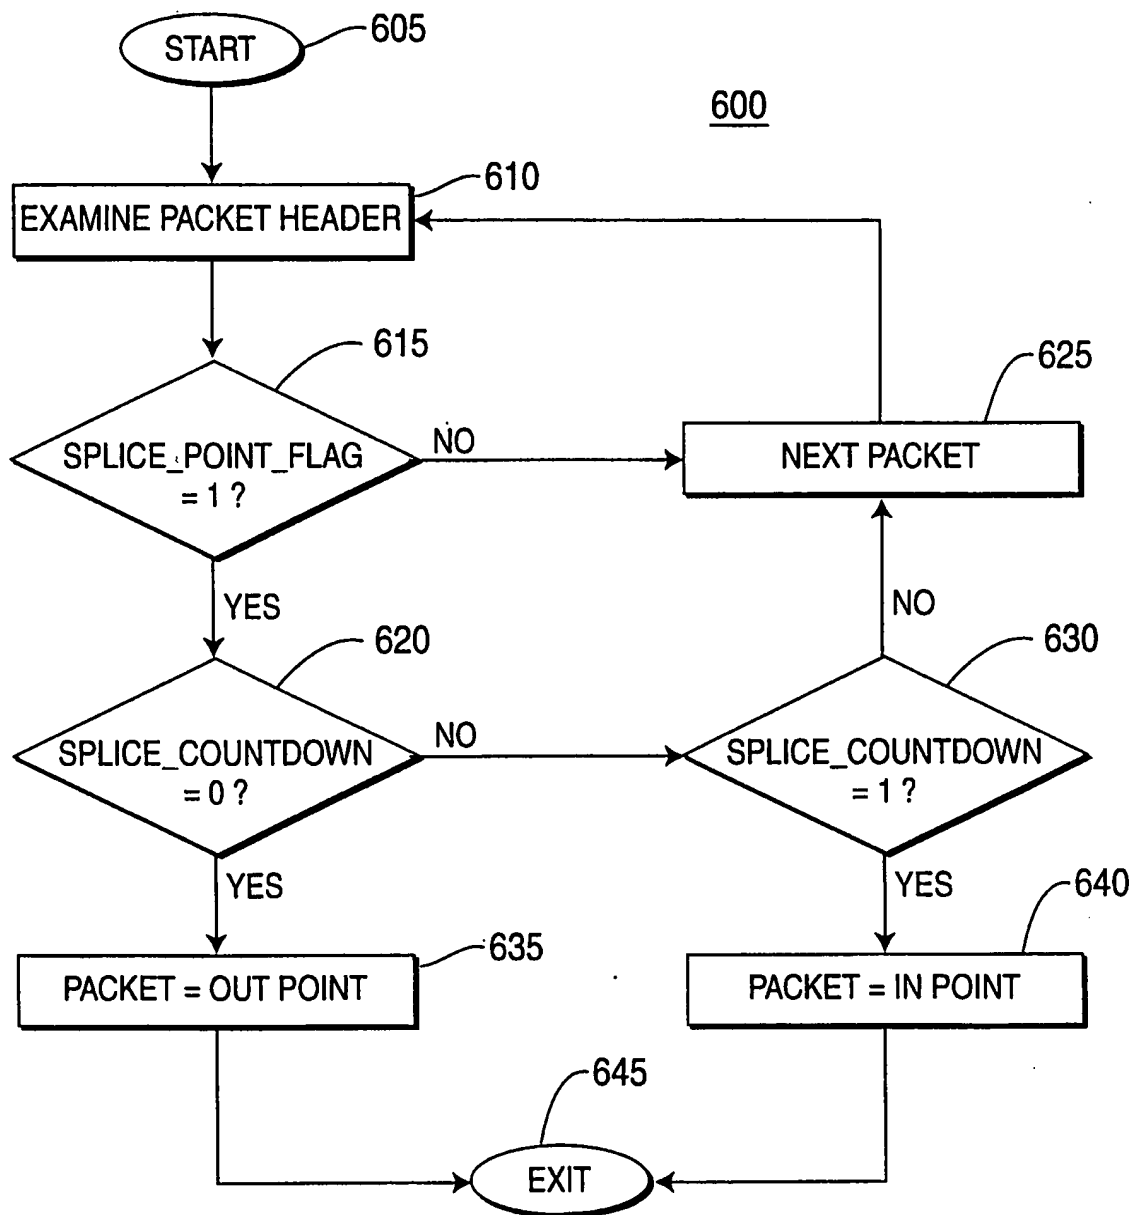 START
605
600
EXAMINE PACKET HEADER
610
615
SPLICE_POINT_FLAG
= 1 ?
NO
625
NEXT PACKET
YES
NO
620
630
SPLICE_COUNTDOWN
= 0 ?
NO
SPLICE_COUNTDOWN
= 1 ?
YES
YES
635
640
PACKET = OUT POINT
PACKET = IN POINT
645
EXIT